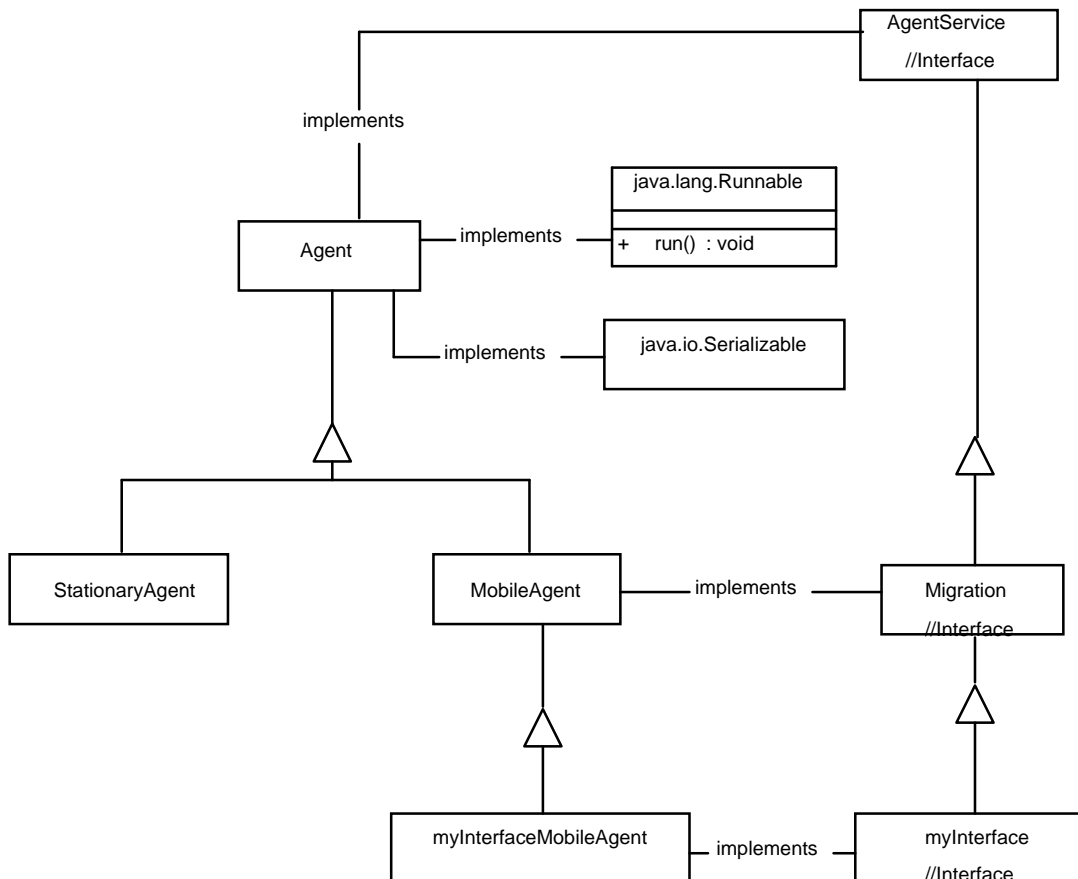 AgentService
//Interface
implements
java.lang.Runnable
Agent
implements
+ run() : void
implements
java.io.Serializable
StationaryAgent
MobileAgent
implements
Migration
//Interface
myInterfaceMobileAgent
implements
myInterface
//Interface